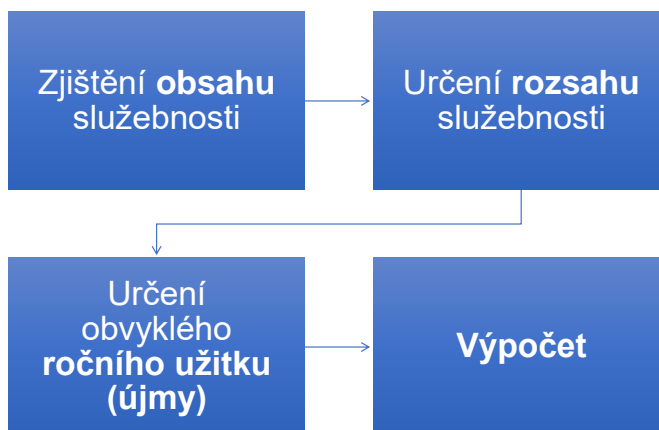 Zjištění obsahu
služebnosti
Určení rozsahu
služebnosti
Určení
obvyklého
ročního užitku
(újmy)
Výpočet